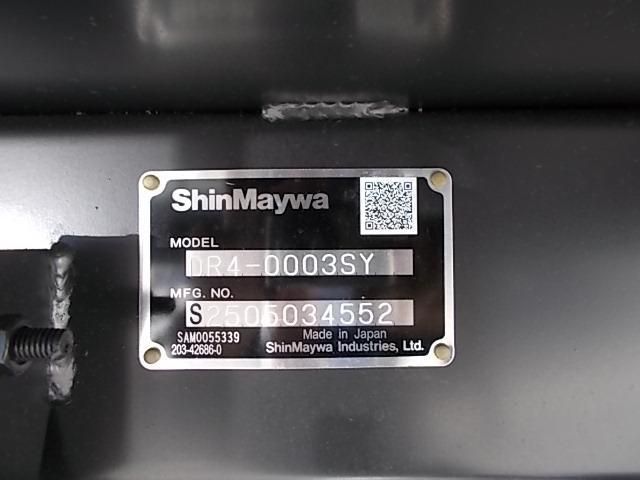 ShinMaywa
MODEL
DR4-0003SY
MFG. NO.
S2505034552
SAM0055339
Made in Japan
203-42686-0
ShinMaywa Industries, Ltd.